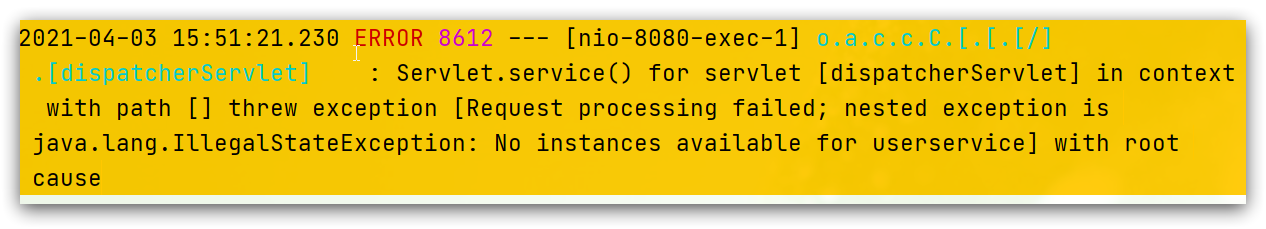 2021-04-03 15:51:21.230 ERROR 8612 --- [nio-8080-exec-1] o.a.c.c.C.[.[.[/]
.[dispatcherServlet]    : Servlet.service() for servlet [dispatcherServlet] in context
with path [] threw exception [Request processing failed; nested exception is
java.lang.IllegalStateException: No instances available for userservice] with root
cause